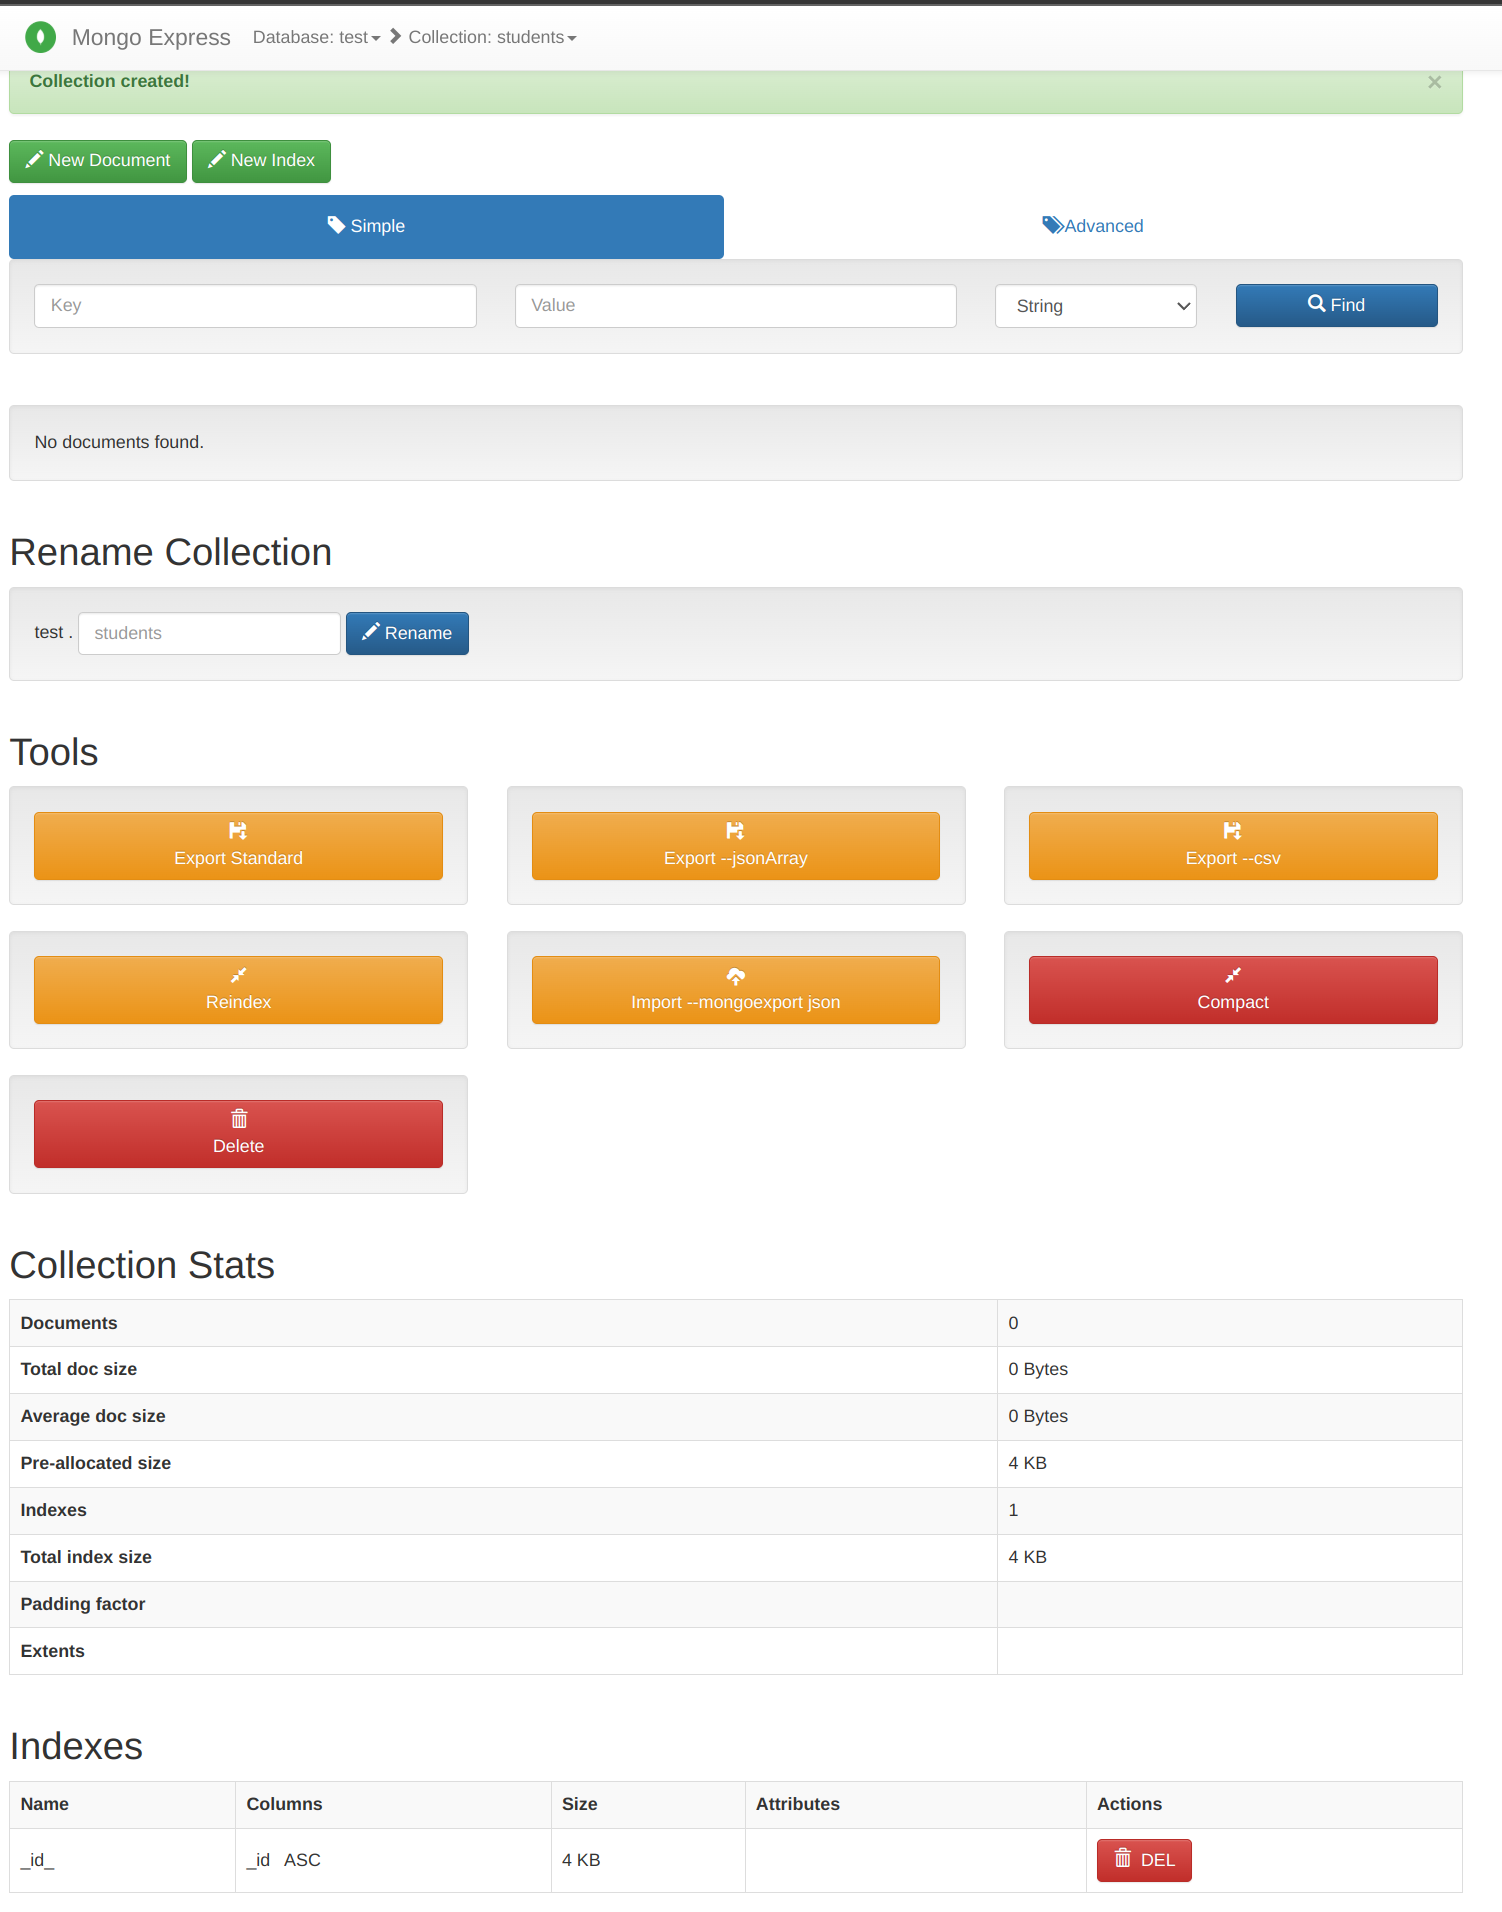 Mongo Express Database: test Collection: students
Collection created! ×
New Document New Index
Simple Advanced
Key Value String Find
No documents found.
Rename Collection
test . students Rename
Tools
Export Standard Export --jsonArray Export --csv
Reindex Import --mongoexport json Compact
Delete
Collection Stats
Documents 0
Total doc size 0 Bytes
Average doc size 0 Bytes
Pre-allocated size 4 KB
Indexes 1
Total index size 4 KB
Padding factor
Extents
Indexes
Name Columns Size Attributes Actions
_id_ _id ASC 4 KB DEL